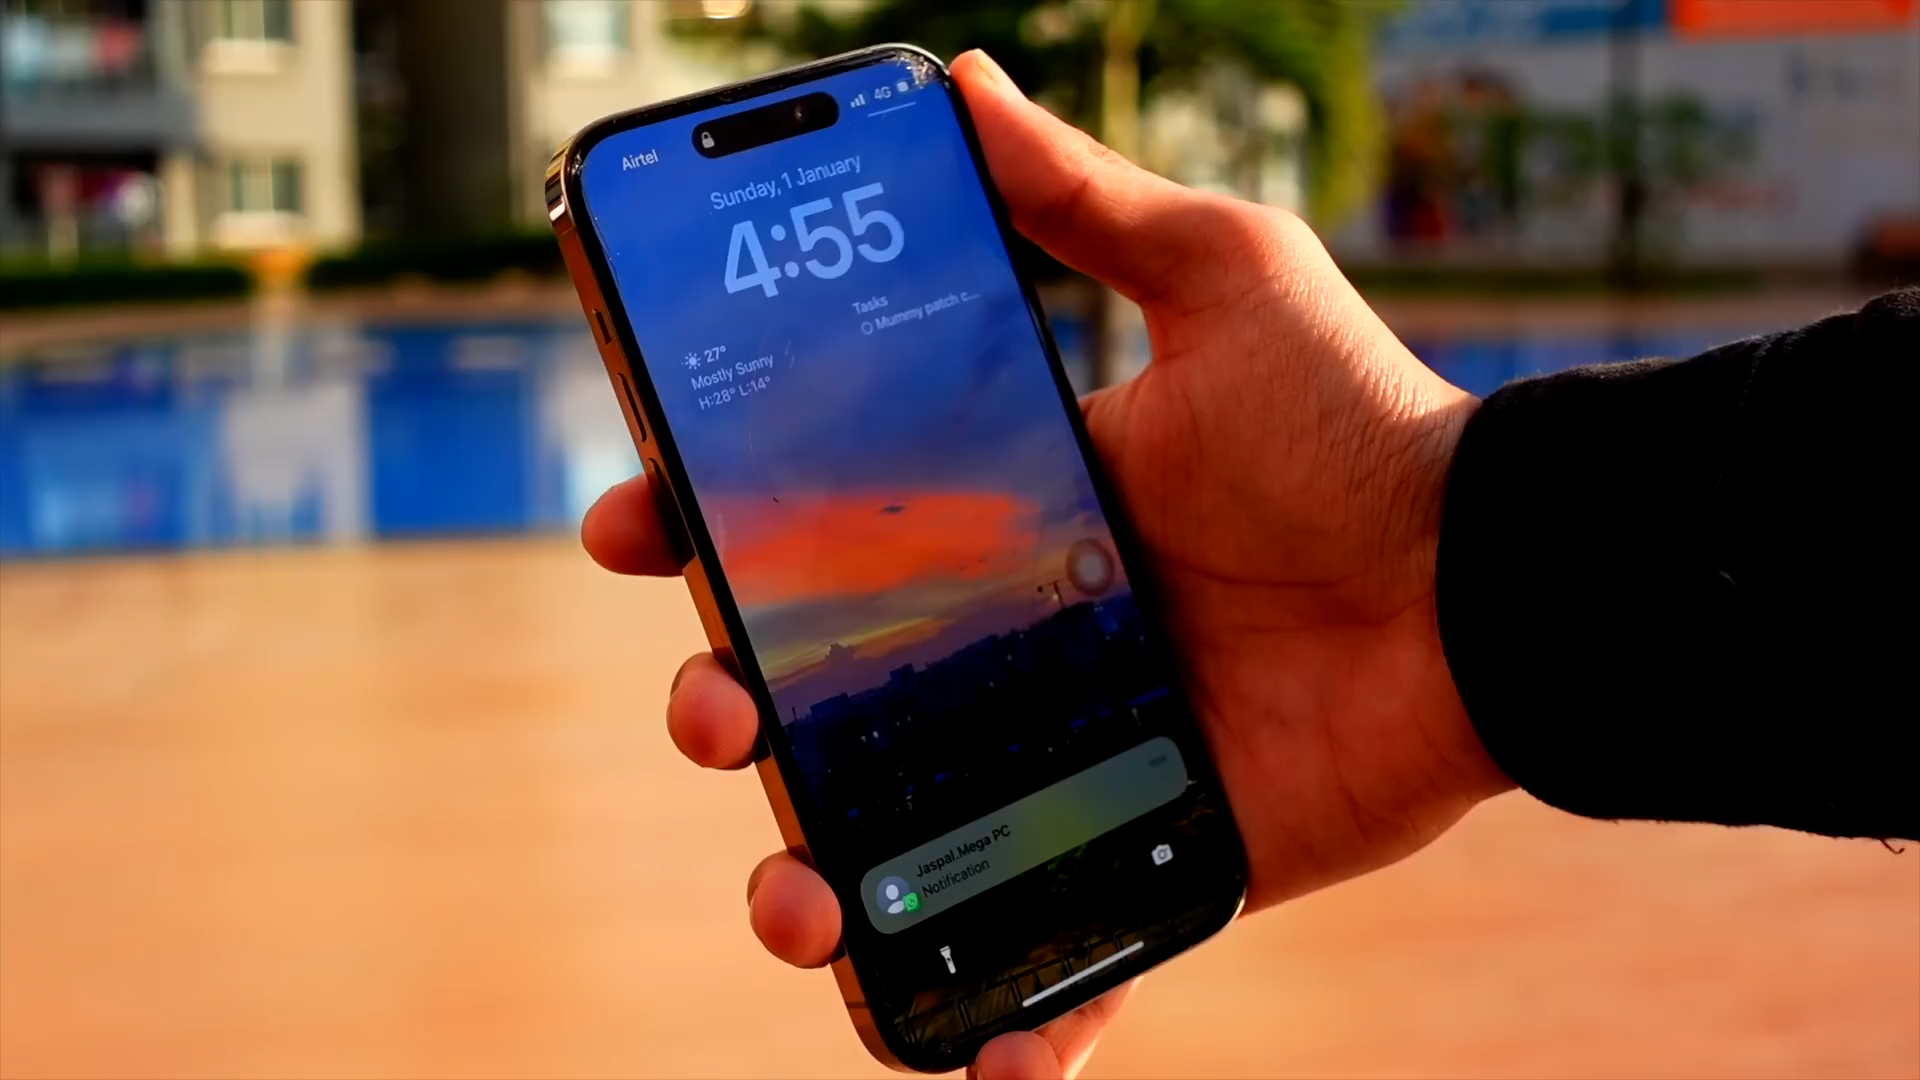 Airtel
4G
Sunday, 1 January
4:55
Tasks
Mummy patch c...
27°
Mostly Sunny
H:28° L:14°
Jaspal.Mega PC
Notification